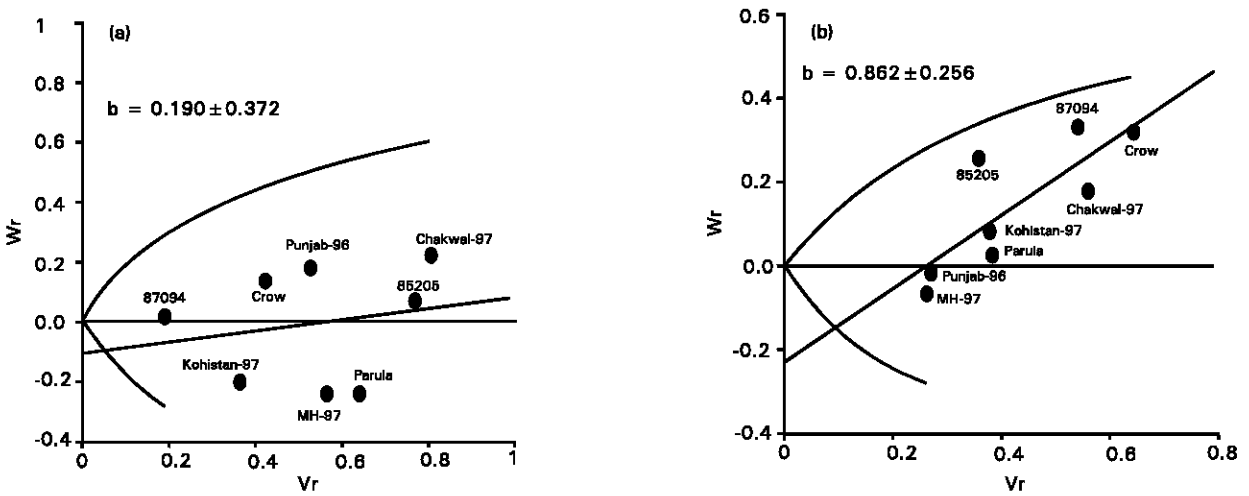 (a)
b = 0.190±0.372
1
0.8
0.6
0.4
0.2
0.0
-0.2
-0.4
Wr
Punjab-96
Chakwal-97
Crow
85205
87094
Kohistan-97
Parula
MH-97
0
0.2
0.4
0.6
0.8
1
Vr
(b)
b = 0.862±0.256
0.6
0.4
0.2
0.0
-0.2
-0.4
Wr
87094
Crow
85205
Chakwal-97
Kohistan-97
Parula
Punjab-96
MH-97
0
0.2
0.4
0.6
0.8
Vr